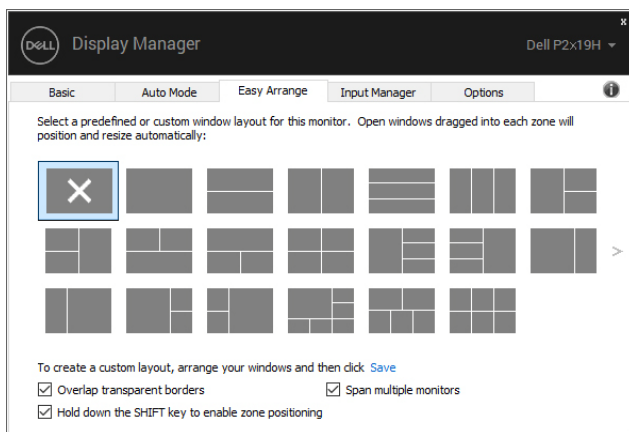 x
DELL Display Manager Dell P2x19H
Basic Auto Mode Easy Arrange Input Manager Options i
Select a predefined or custom window layout for this monitor. Open windows dragged into each zone will
position and resize automatically:
To create a custom layout, arrange your windows and then click Save
Overlap transparent borders Span multiple monitors
Hold down the SHIFT key to enable zone positioning